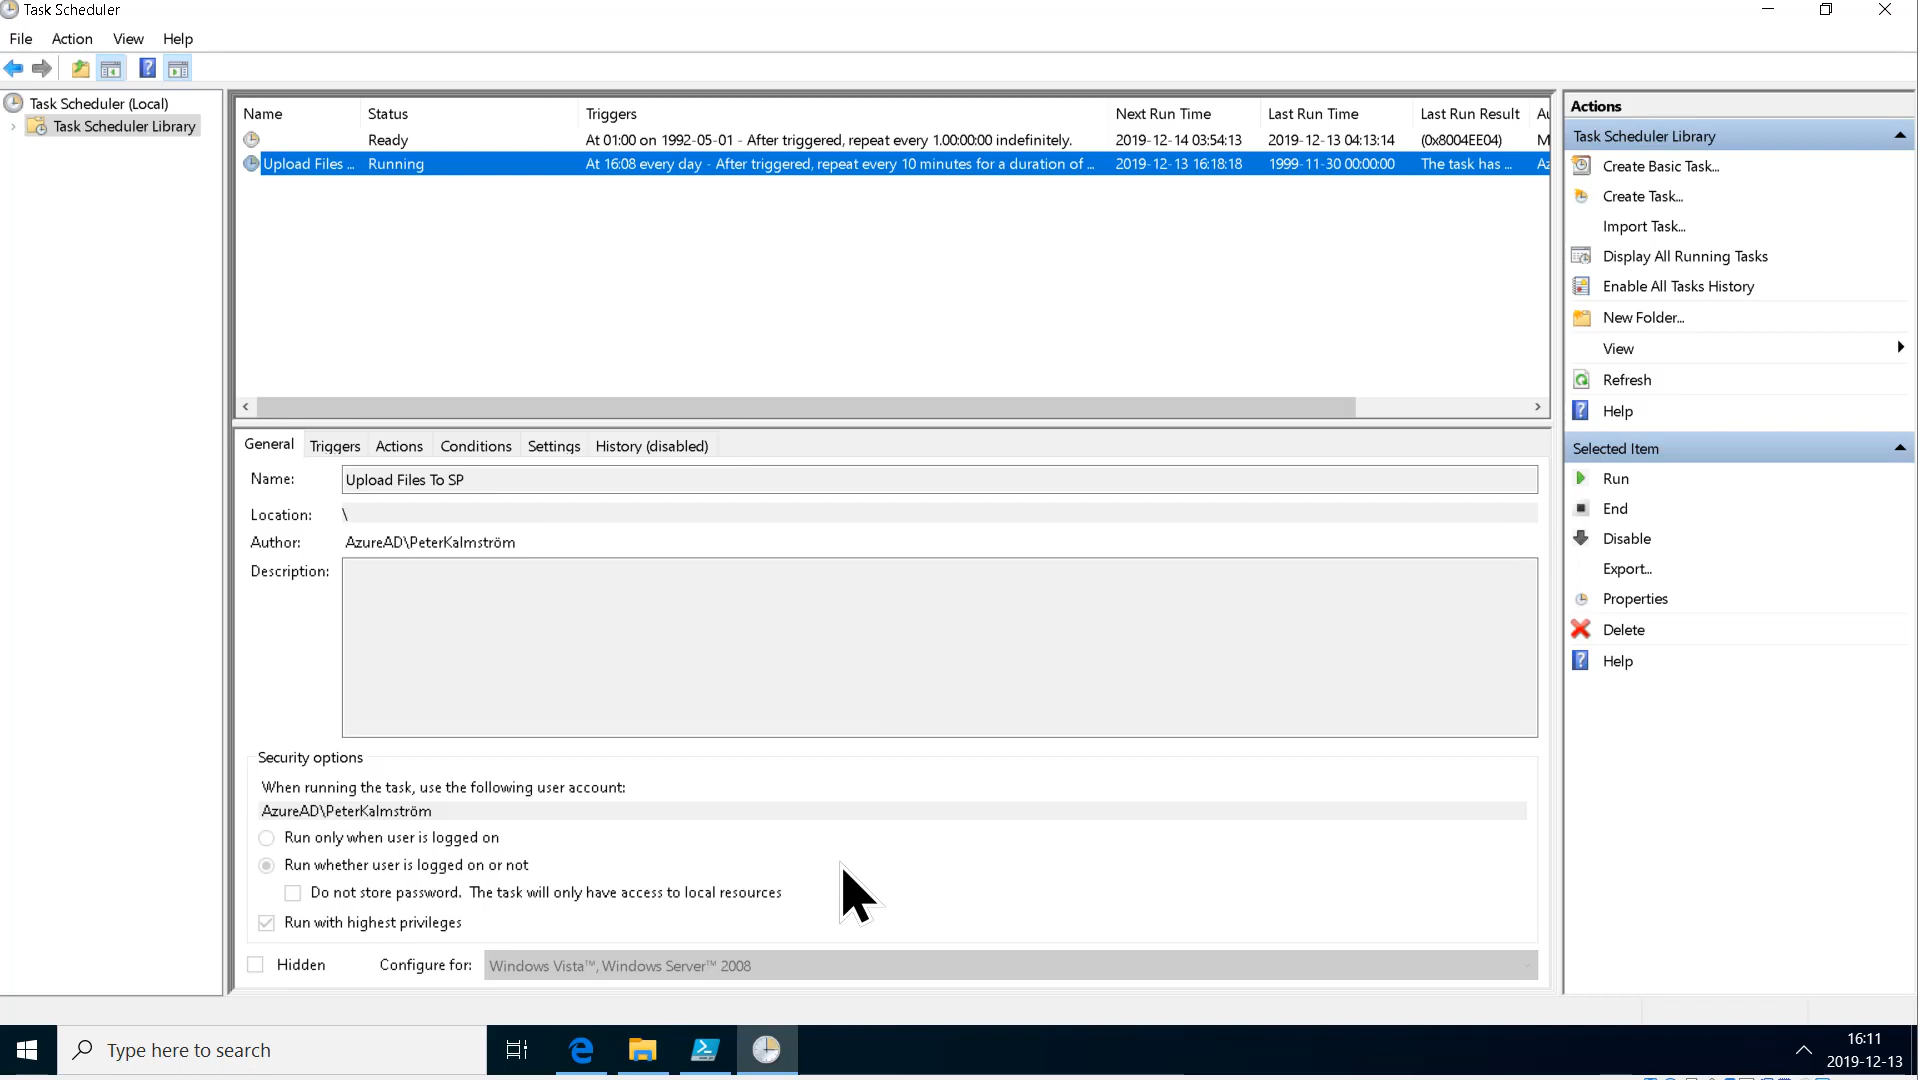 Task Scheduler
File Action View Help
Task Scheduler (Local)
Task Scheduler Library
Name Status Triggers Next Run Time Last Run Time Last Run Result Au
Ready At 01:00 on 1992-05-01 - After triggered, repeat every 1.00:00:00 indefinitely. 2019-12-14 03:54:13 2019-12-13 04:13:14 (0x8004EE04) M
Upload Files ... Running At 16:08 every day - After triggered, repeat every 10 minutes for a duration of ... 2019-12-13 16:18:18 1999-11-30 00:00:00 The task has ... Az
General Triggers Actions Conditions Settings History (disabled)
Name: Upload Files To SP
Location: \
Author: AzureAD\PeterKalmström
Description:
Security options
When running the task, use the following user account:
AzureAD\PeterKalmström
Run only when user is logged on
Run whether user is logged on or not
Do not store password. The task will only have access to local resources
Run with highest privileges
Hidden Configure for: Windows Vista™, Windows Server™ 2008
Actions
Task Scheduler Library
Create Basic Task...
Create Task...
Import Task...
Display All Running Tasks
Enable All Tasks History
New Folder...
View
Refresh
Help
Selected Item
Run
End
Disable
Export...
Properties
Delete
Help
Type here to search
16:11
2019-12-13